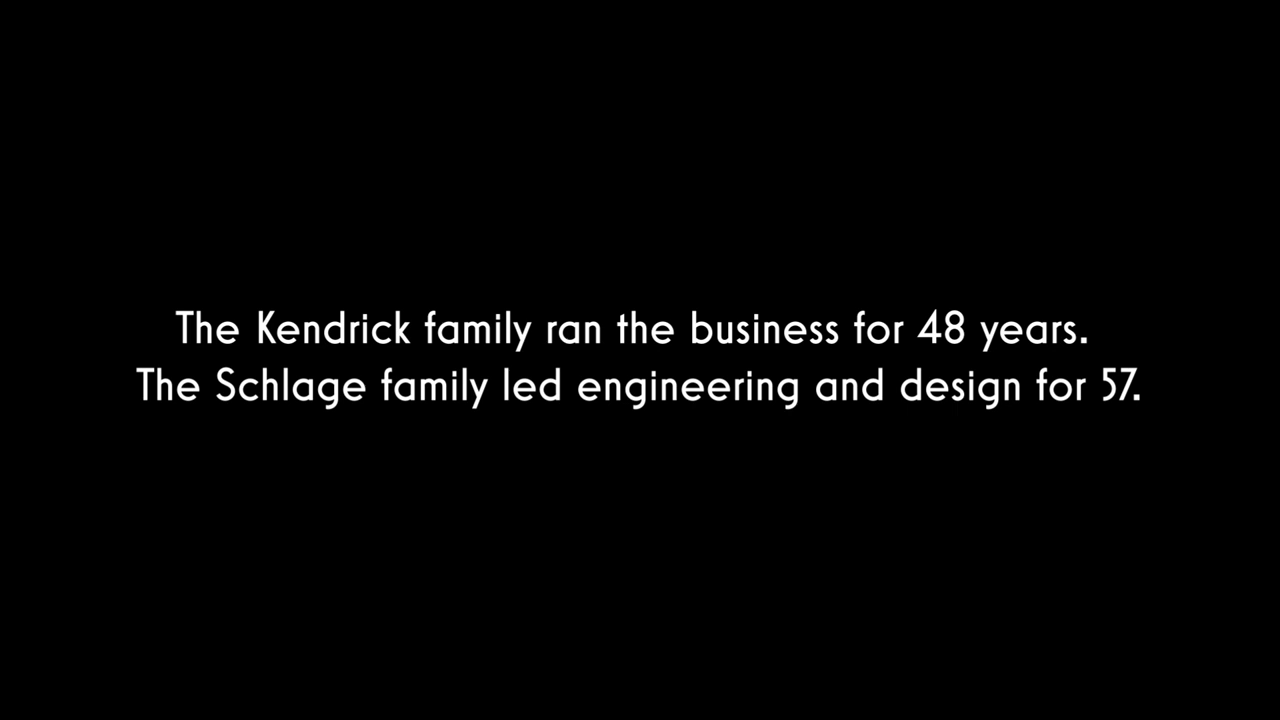 The Kendrick family ran the business for 48 years.
The Schlage family led engineering and design for 57.